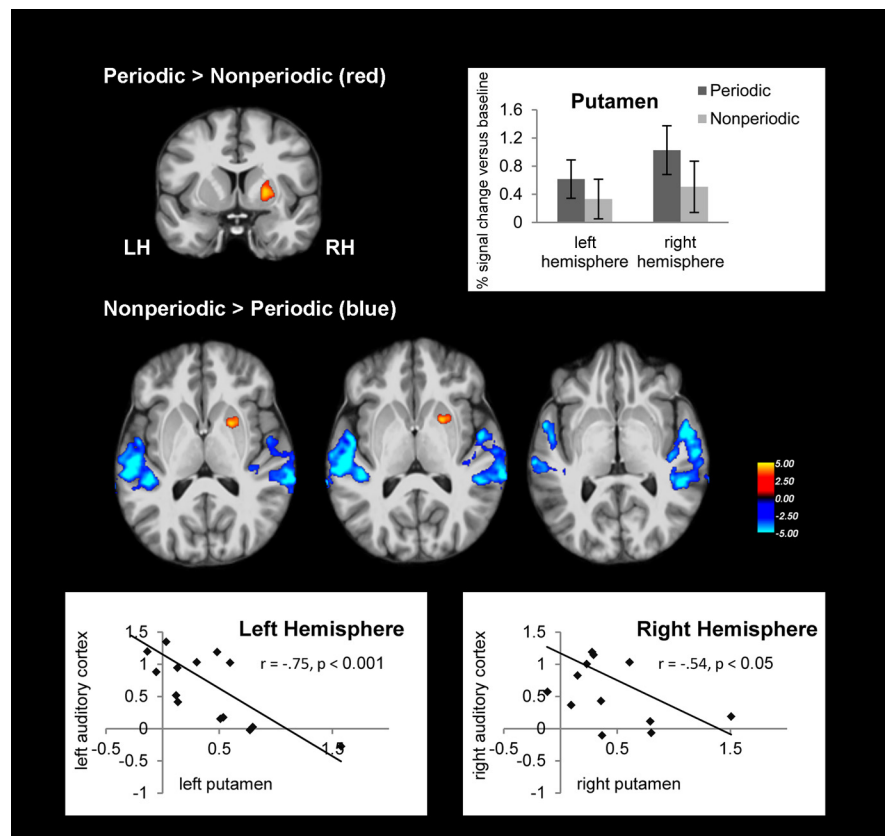 Periodic > Nonperiodic (red)
LH
RH
Putamen
Periodic
Nonperiodic
% signal change versus baseline
1.6
1.2
0.8
0.4
0
left
hemisphere
right
hemisphere
Nonperiodic > Periodic (blue)
5.00
2.50
0.00
-2.50
-5.00
Left Hemisphere
r = -.75, p < 0.001
left auditory cortex
1.5
1
0.5
0
-0.5
-1
-0.5
0.5
1.5
left putamen
Right Hemisphere
r = -.54, p < 0.05
right auditory cortex
1.5
1
0.5
0
-0.5
-1
-0.5
0.5
1.5
right putamen